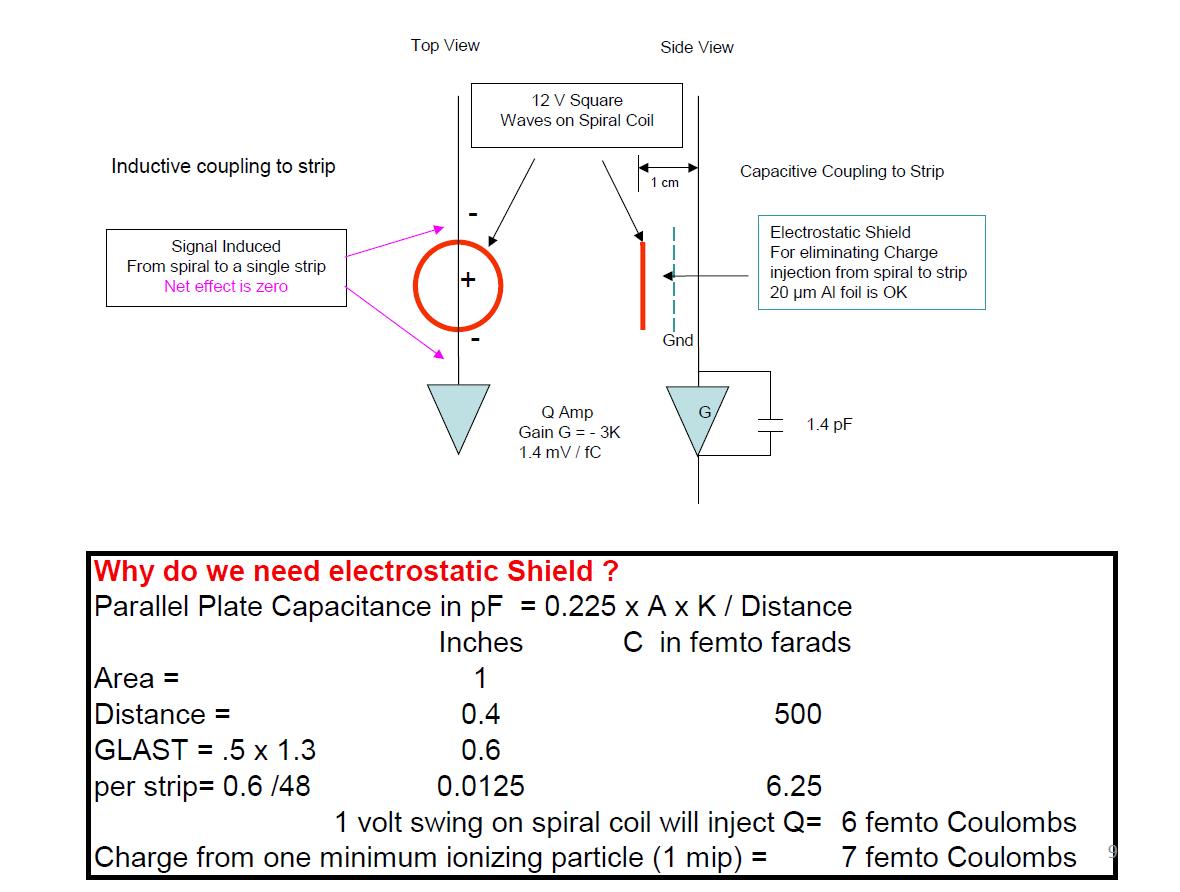 Top View
Side View
12 V Square
Waves on Spiral Coil
Inductive coupling to strip
1 cm
Capacitive Coupling to Strip
-
Signal Induced
From spiral to a single strip
Net effect is zero
+
Electrostatic Shield
For eliminating Charge
injection from spiral to strip
20 µm Al foil is OK
-
Gnd
Q Amp
Gain G = - 3K
1.4 mV / fC
G
1.4 pF
Why do we need electrostatic Shield ?
Parallel Plate Capacitance in pF = 0.225 x A x K / Distance
Inches C in femto farads
Area = 1
Distance = 0.4 500
GLAST = .5 x 1.3 0.6
per strip= 0.6 /48 0.0125 6.25
1 volt swing on spiral coil will inject Q= 6 femto Coulombs
Charge from one minimum ionizing particle (1 mip) = 7 femto Coulombs
9